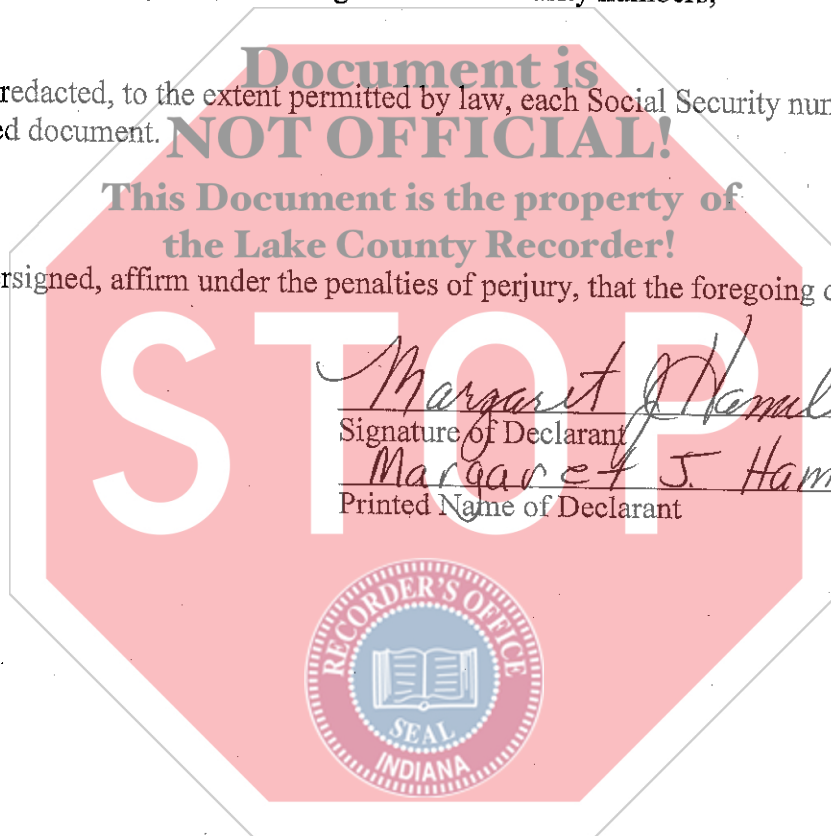 numbers,
Document is
redacted, to the extent permitted by law, each Social Security num
ed document.
NOT OFFICIAL!
This Document is the property of
the Lake County Recorder!
rsigned, affirm under the penalties of perjury, that the foregoing
STOP
Margaret J Hamil
Signature of Declarant
Margaret J. Ham
Printed Name of Declarant
RECORDER'S OFFICE
SEAL
INDIANA